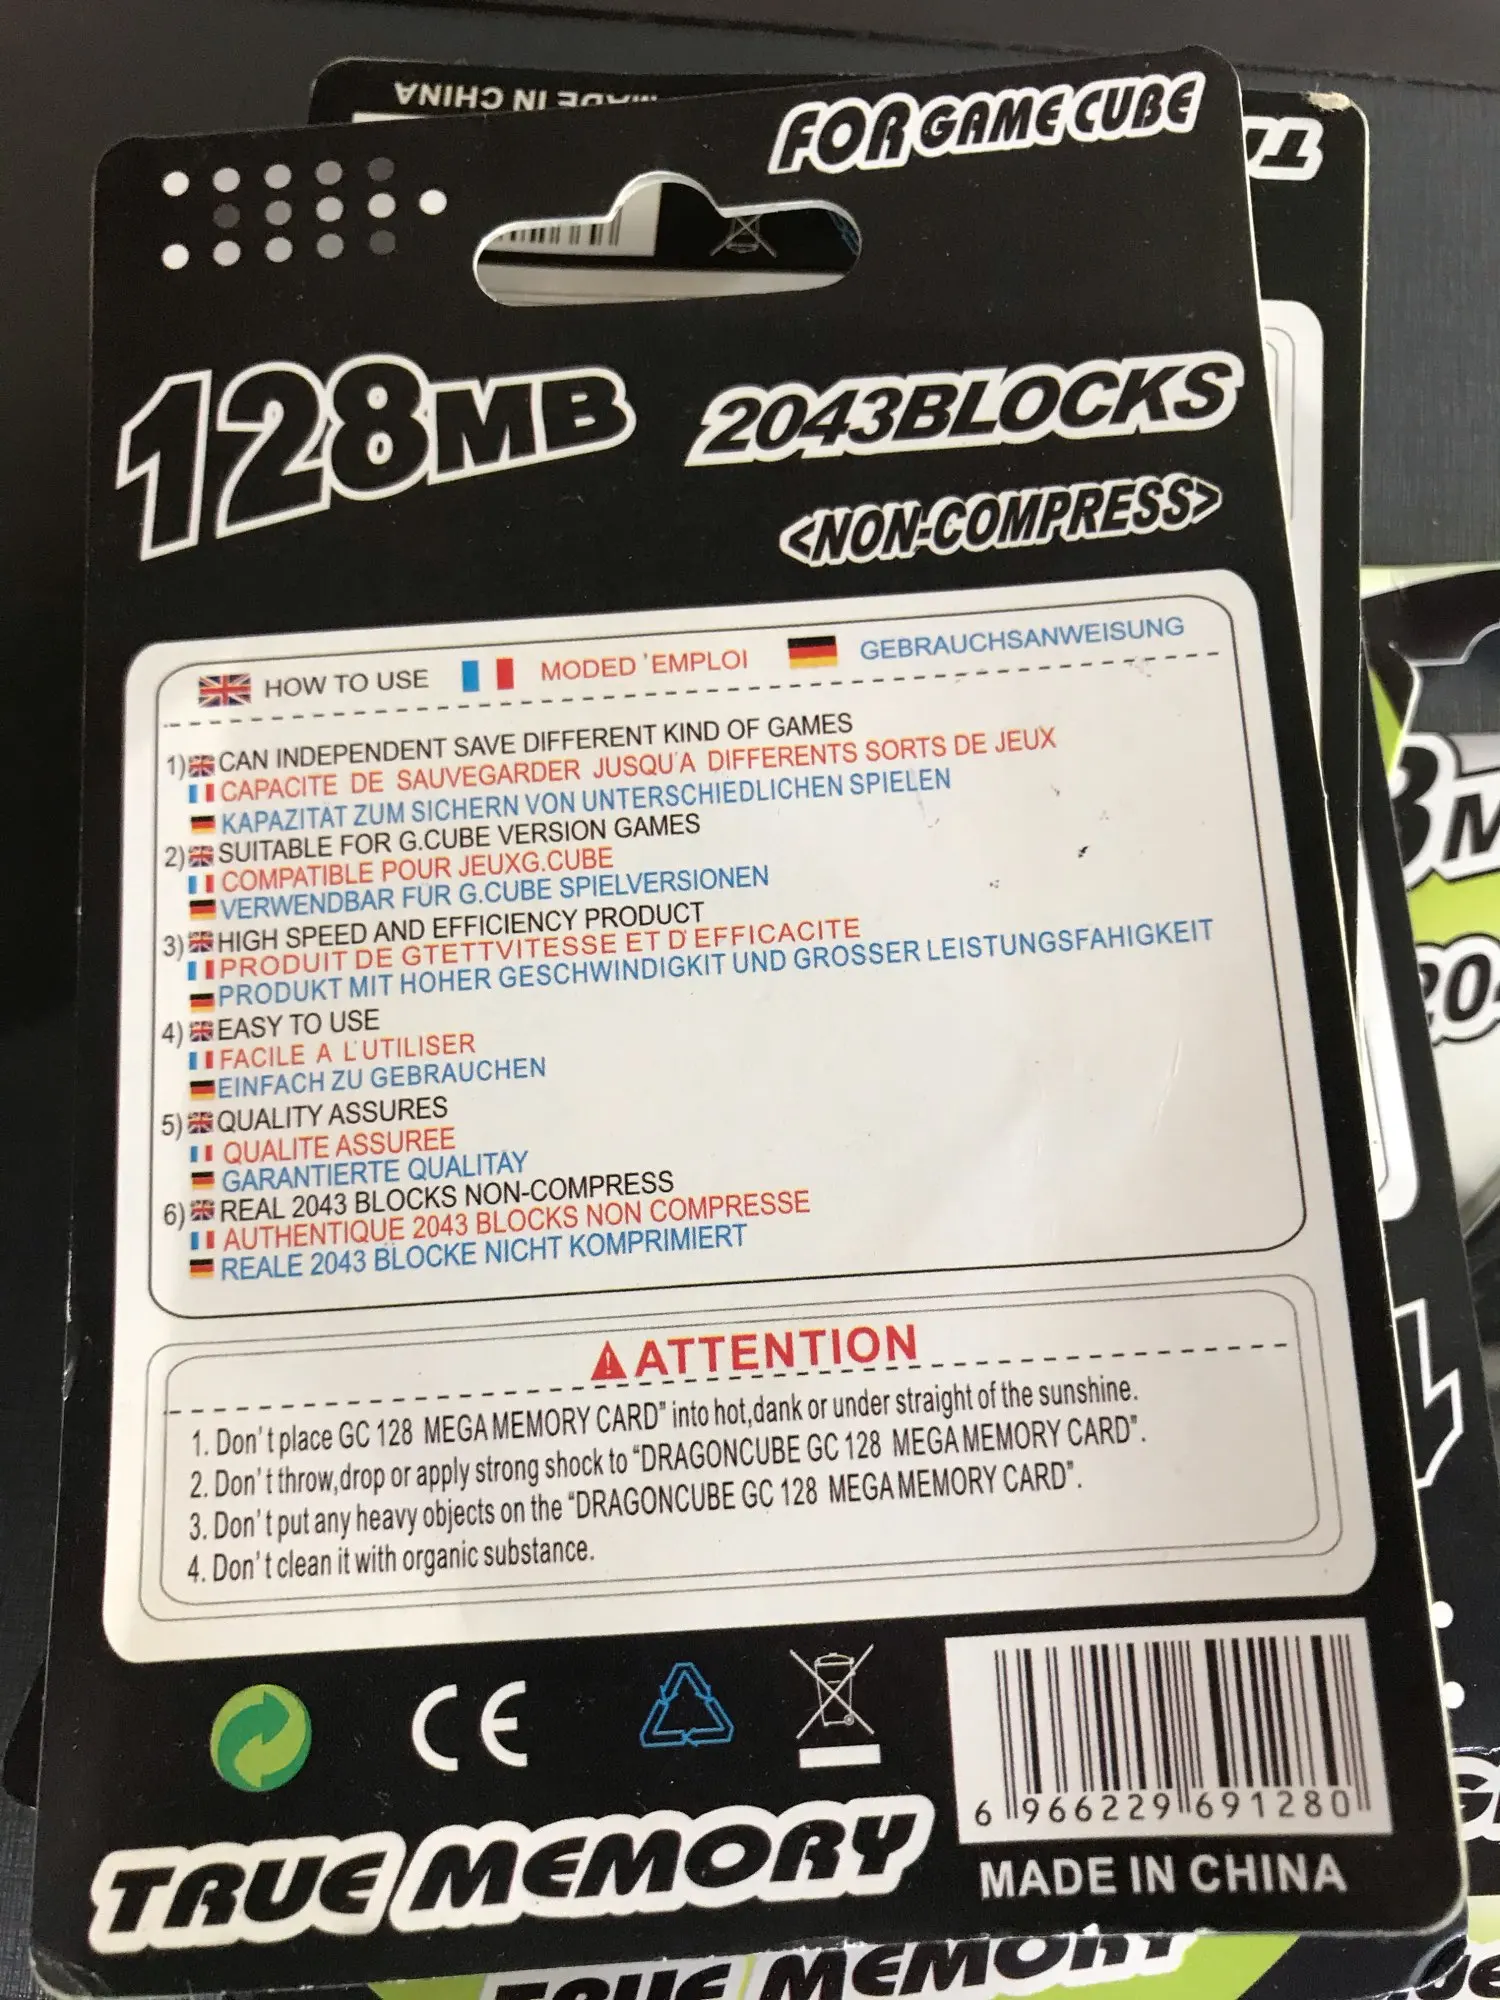 MADE IN CHINA
FOR GAME CUBE
128MB
2043BLOCKS
<NON-COMPRESS>
HOW TO USE MODED 'EMPLOI GEBRAUCHSANWEISUNG
1) CAN INDEPENDENT SAVE DIFFERENT KIND OF GAMES
CAPACITE DE SAUVEGARDER JUSQU'A DIFFERENTS SORTS DE JEUX
KAPAZITÄT ZUM SICHERN VON UNTERSCHIEDLICHEN SPIELEN
2) SUITABLE FOR G.CUBE VERSION GAMES
COMPATIBLE POUR JEUXG.CUBE
VERWENDBAR FÜR G.CUBE SPIELVERSIONEN
3) HIGH SPEED AND EFFICIENCY PRODUCT
PRODUIT DE GTETTVITESSE ET D'EFFICACITE
PRODUKT MIT HOHER GESCHWINDIGKIT UND GROSSER LEISTUNGSFAHIGKEIT
4) EASY TO USE
FACILE A L'UTILISER
EINFACH ZU GEBRAUCHEN
5) QUALITY ASSURES
QUALITE ASSUREE
GARANTIERTE QUALITAY
6) REAL 2043 BLOCKS NON-COMPRESS
AUTHENTIQUE 2043 BLOCKS NON COMPRESSE
REALE 2043 BLÖCKE NICHT KOMPRIMIERT
ATTENTION
1. Don't place GC 128 MEGA MEMORY CARD" into hot,dank or under straight of the sunshine.
2. Don't throw,drop or apply strong shock to "DRAGONCUBE GC 128 MEGA MEMORY CARD".
3. Don't put any heavy objects on the "DRAGONCUBE GC 128 MEGA MEMORY CARD".
4. Don't clean it with organic substance.
CE
6 966229 691280
TRUE MEMORY
MADE IN CHINA
TRUE MEMORY